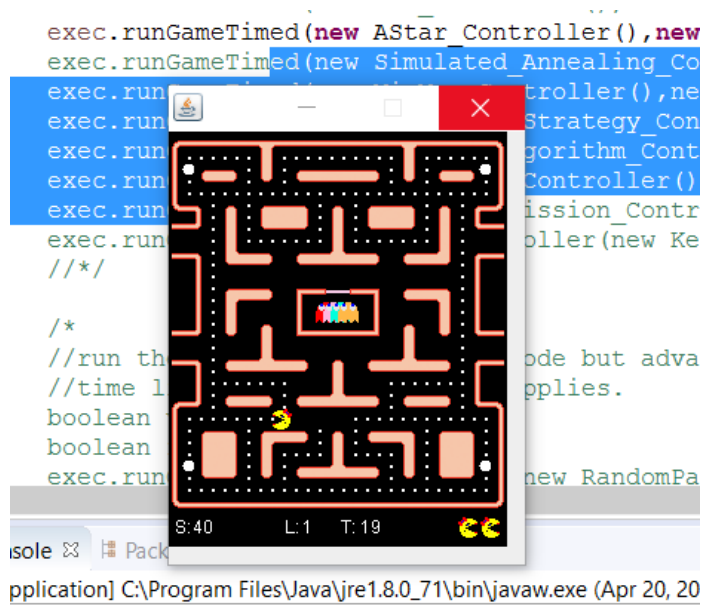 exec.runGameTimed(new AStar_Controller(),new
exec.runGameTimed(new Simulated_Annealing_Co
exec.run ntroller(),ne
exec.run Strategy_Con
exec.run gorithm_Cont
exec.run Controller()
exec.run ission_Contr
exec.run oller(new Ke
//*/
/*
//run th ode but adva
//time l pplies.
boolean
boolean
exec.run new RandomPa
S:40 L:1 T: 19
nsole Pack
pplication] C:\Program Files\Java\jre1.8.0_71\bin\javaw.exe (Apr 20, 20